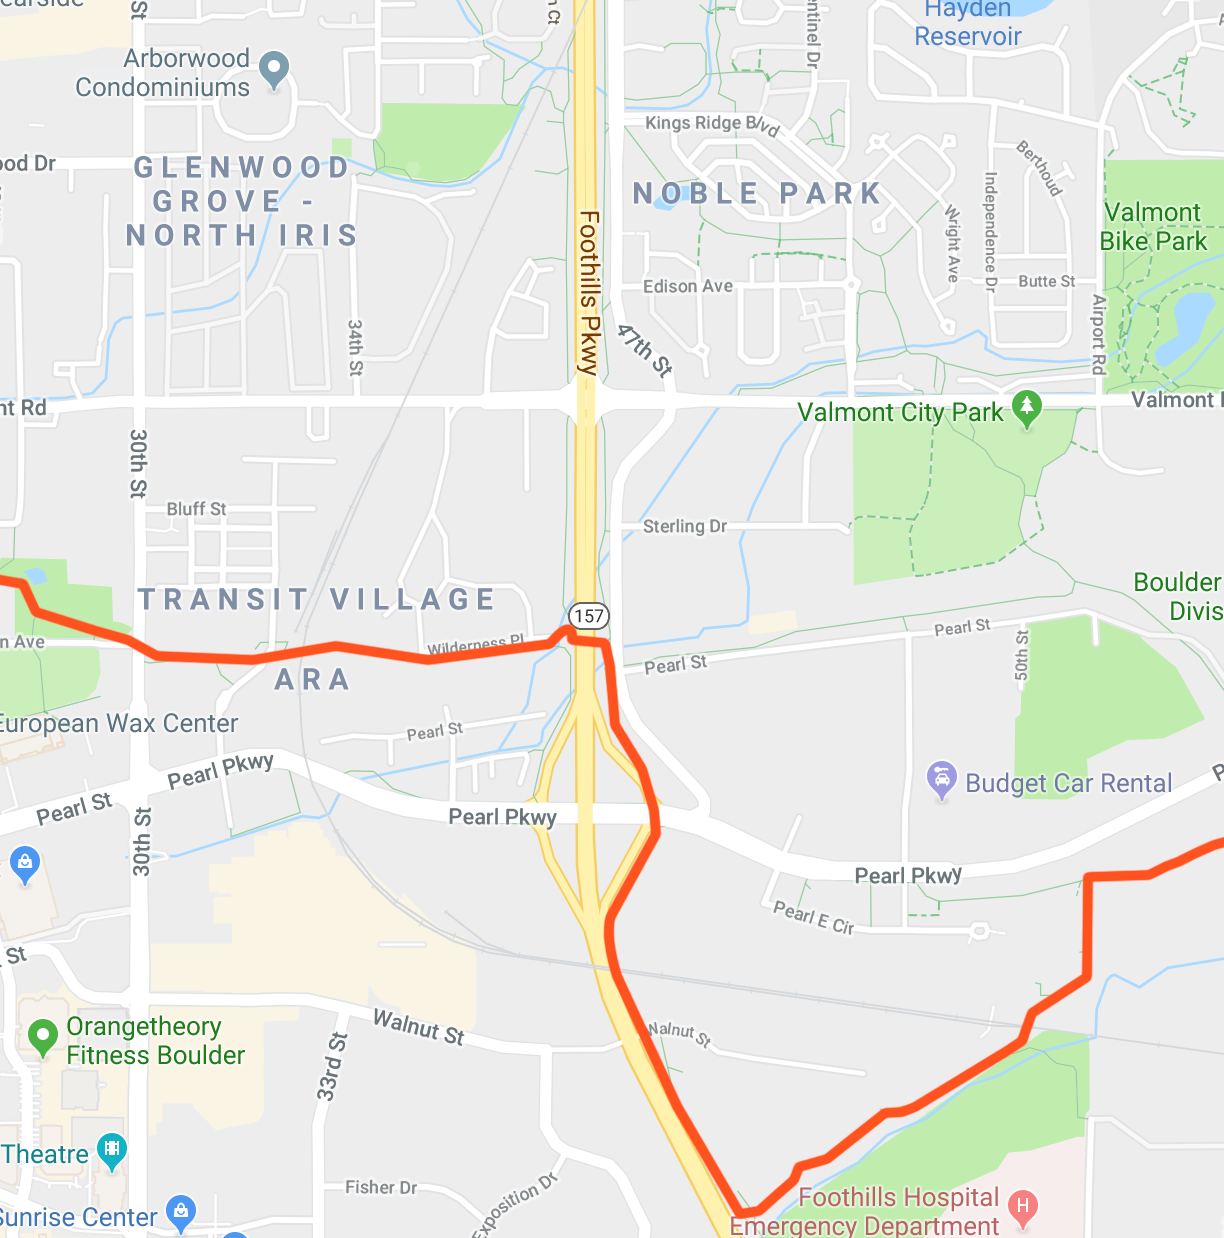 earside
St
n Ct
entinel Dr
Hayden
Reservoir
Arborwood
Condominiums
Kings Ridge Blvd
ood Dr
GLENWOOD
GROVE -
NORTH IRIS
NOBLE PARK
Berthoud
Independence Dr
Wright Ave
Valmont
Bike Park
Foothills Pkwy
Edison Ave
Butte St
Airport Rd
34th St
47th St
nt Rd
Valmont City Park
Valmont
30th St
Bluff St
Sterling Dr
TRANSIT VILLAGE
157
Boulder
Divis
n Ave
Wilderness Pl
Pearl St
Pearl St
50th St
ARA
European Wax Center
Pearl St
Pearl Pkwy
Budget Car Rental
P
Pearl St
Pearl Pkwy
30th St
Pearl Pkwy
Pearl E Cir
St
Orangetheory
Fitness Boulder
Walnut St
Nalnut St
33rd St
Theatre
Fisher Dr
Exposition Dr
Sunrise Center
Foothills Hospital
Emergency Department
H